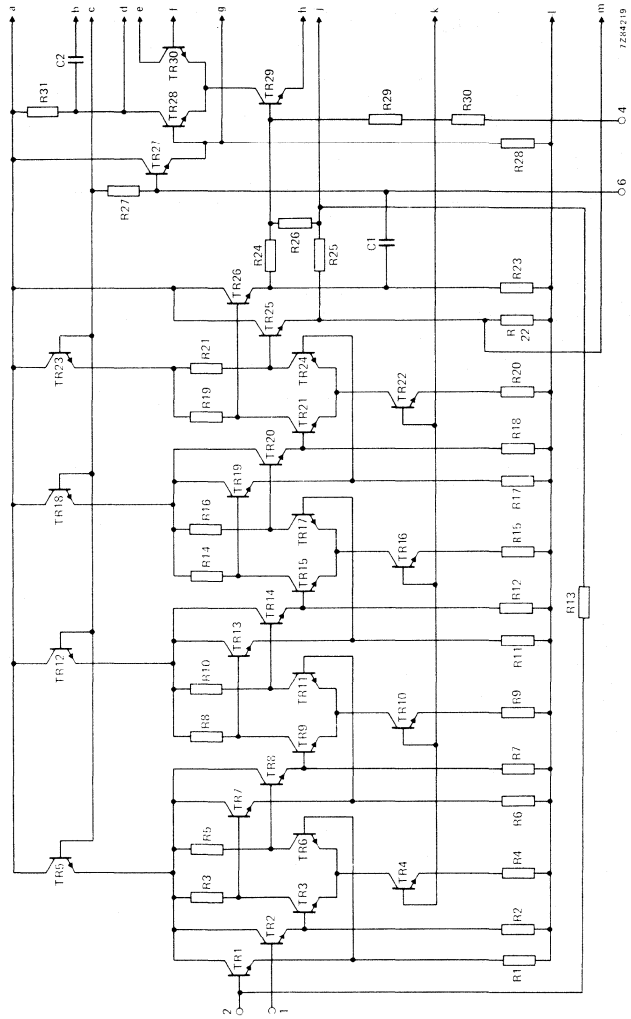 a
b
c
d
e
f
g
h
j
k
l
m
R31
C2
TR30
TR28
TR29
TR27
R27
R29
R30
R28
4
6
R24
R26
R25
C1
TR26
TR25
R23
R
22
TR23
R21
R19
TR24
TR21
TR22
R20
TR18
TR20
TR19
R18
R17
R16
R14
TR17
TR15
TR16
R15
R13
TR12
TR14
TR13
R12
R11
R10
R8
TR11
TR9
TR10
R9
TR5
TR8
TR7
R7
R6
R5
R3
TR6
TR3
TR4
R4
TR2
TR1
R2
R1
2
1
7Z84219